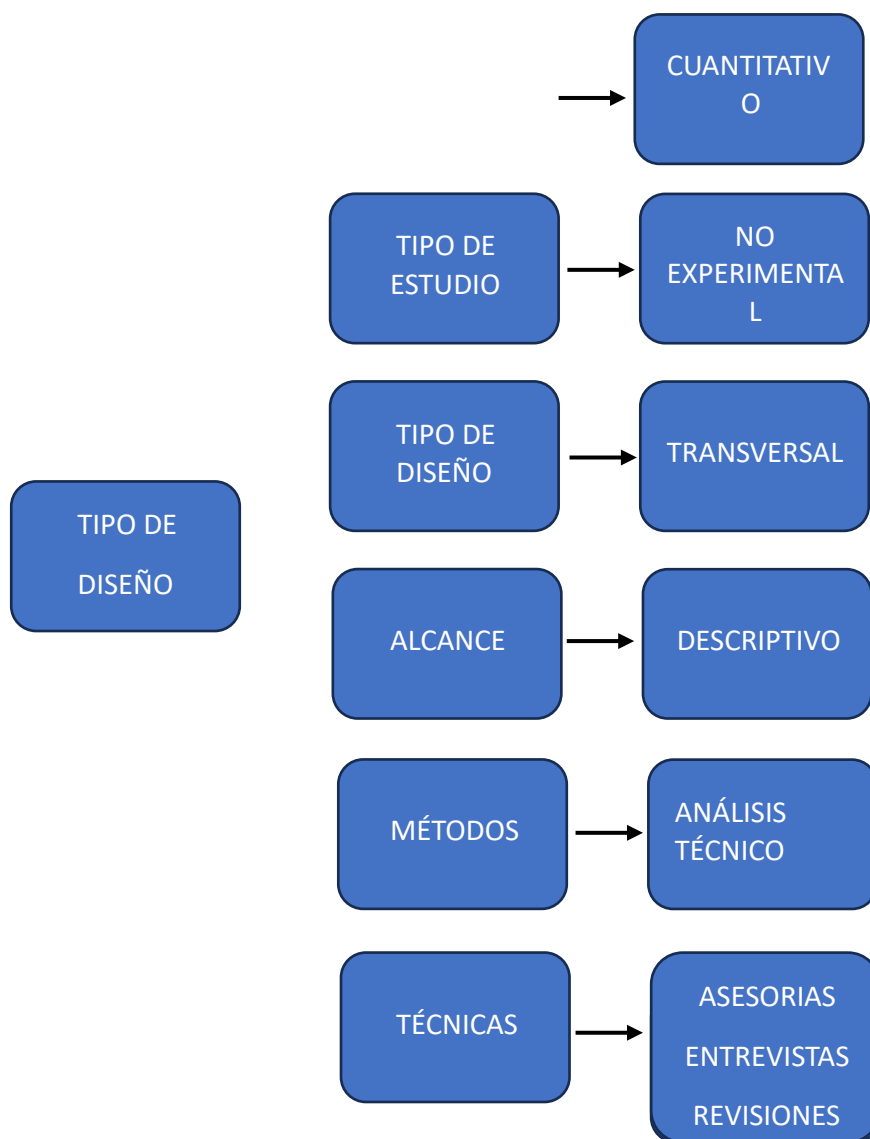 CUANTITATIV
O
TIPO DE
ESTUDIO
NO
EXPERIMENTA
L
TIPO DE
DISEÑO
TRANSVERSAL
TIPO DE
DISEÑO
ALCANCE
DESCRIPTIVO
MÉTODOS
ANÁLISIS
TÉCNICO
TÉCNICAS
ASESORIAS
ENTREVISTAS
REVISIONES